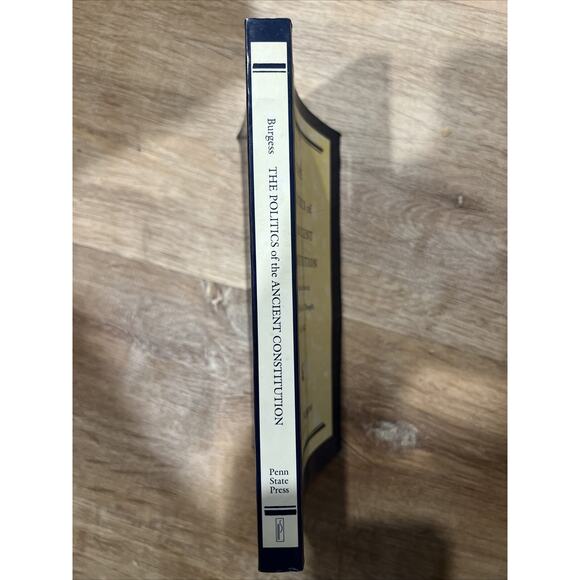 Burgess
THE POLITICS of the ANCIENT CONSTITUTION
Penn
State
Press